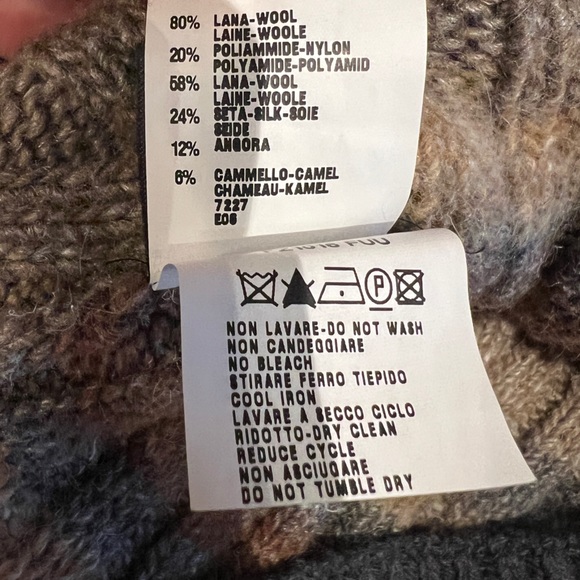 80% LANA-WOOL
LAINE-WOOLE
20% POLIAMMIDE-NYLON
POLYAMIDE-POLYAMID
58% LANA-WOOL
LAINE-WOOLE
24% SETA-SILK-SOIE
SEIDE
12% ANGORA
6% CAMMELLO-CAMEL
CHAMEAU-KAMEL
7227
E06
P
NON LAVARE-DO NOT WASH
NON CANDEGGIARE
NO BLEACH
STIRARE FERRO TIEPIDO
COOL IRON
LAVARE A SECCO CICLO
RIDOTTO-DRY CLEAN
REDUCE CYCLE
NON ASCIUGARE
DO NOT TUMBLE DRY